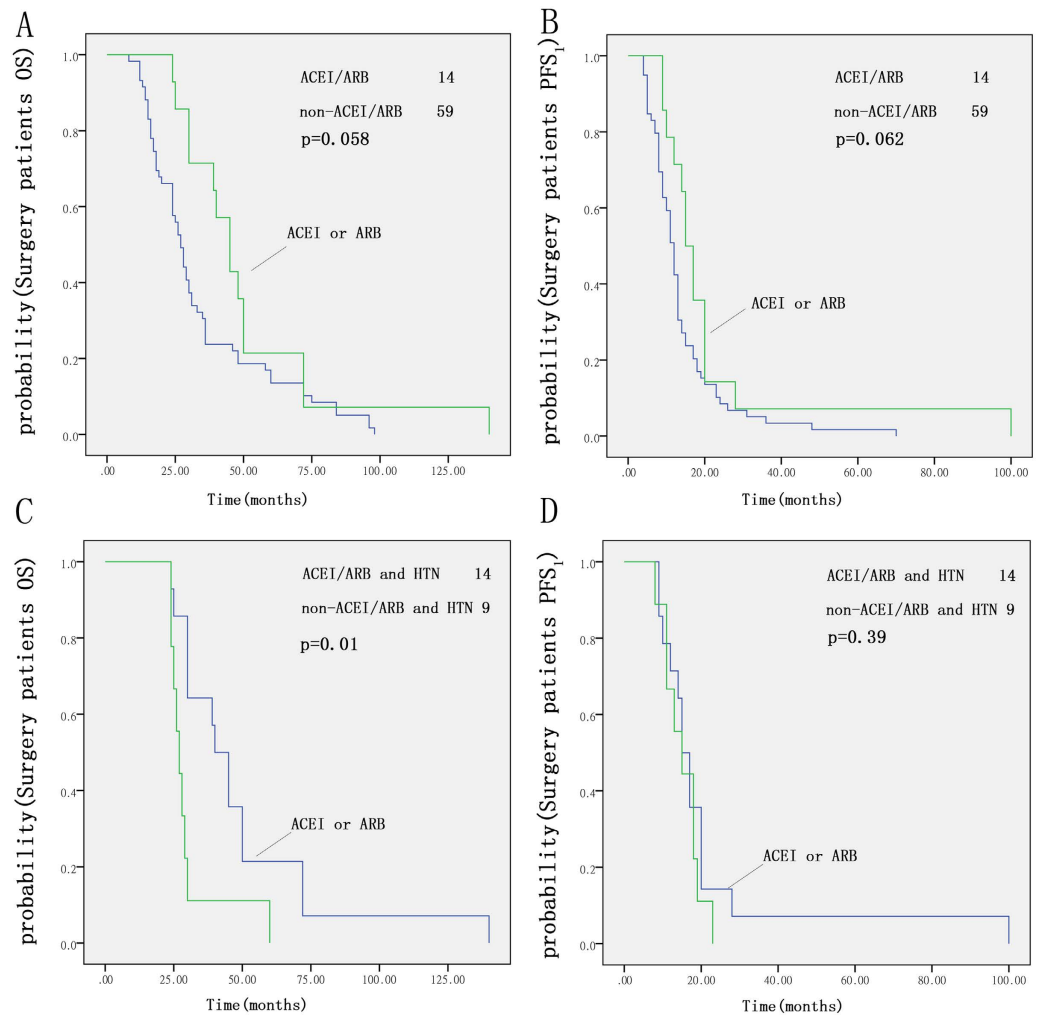 A
probability(Surgery patients OS)
1.0
0.8
0.6
0.4
0.2
0.0
ACEI/ARB 14
non-ACEI/ARB 59
p=0.058
ACEI or ARB
.00 25.00 50.00 75.00 100.00 125.00
Time(months)
B
probability(Surgery patients PFS1)
1.0
0.8
0.6
0.4
0.2
0.0
ACEI/ARB 14
non-ACEI/ARB 59
p=0.062
ACEI or ARB
.00 20.00 40.00 60.00 80.00 100.00
Time(months)
C
probability(Surgery patients OS)
1.0
0.8
0.6
0.4
0.2
0.0
ACEI/ARB and HTN 14
non-ACEI/ARB and HTN 9
p=0.01
ACEI or ARB
.00 25.00 50.00 75.00 100.00 125.00
Time(months)
D
probability(Surgery patients PFS1)
1.0
0.8
0.6
0.4
0.2
0.0
ACEI/ARB and HTN 14
non-ACEI/ARB and HTN 9
p=0.39
ACEI or ARB
.00 20.00 40.00 60.00 80.00 100.00
Time(months)